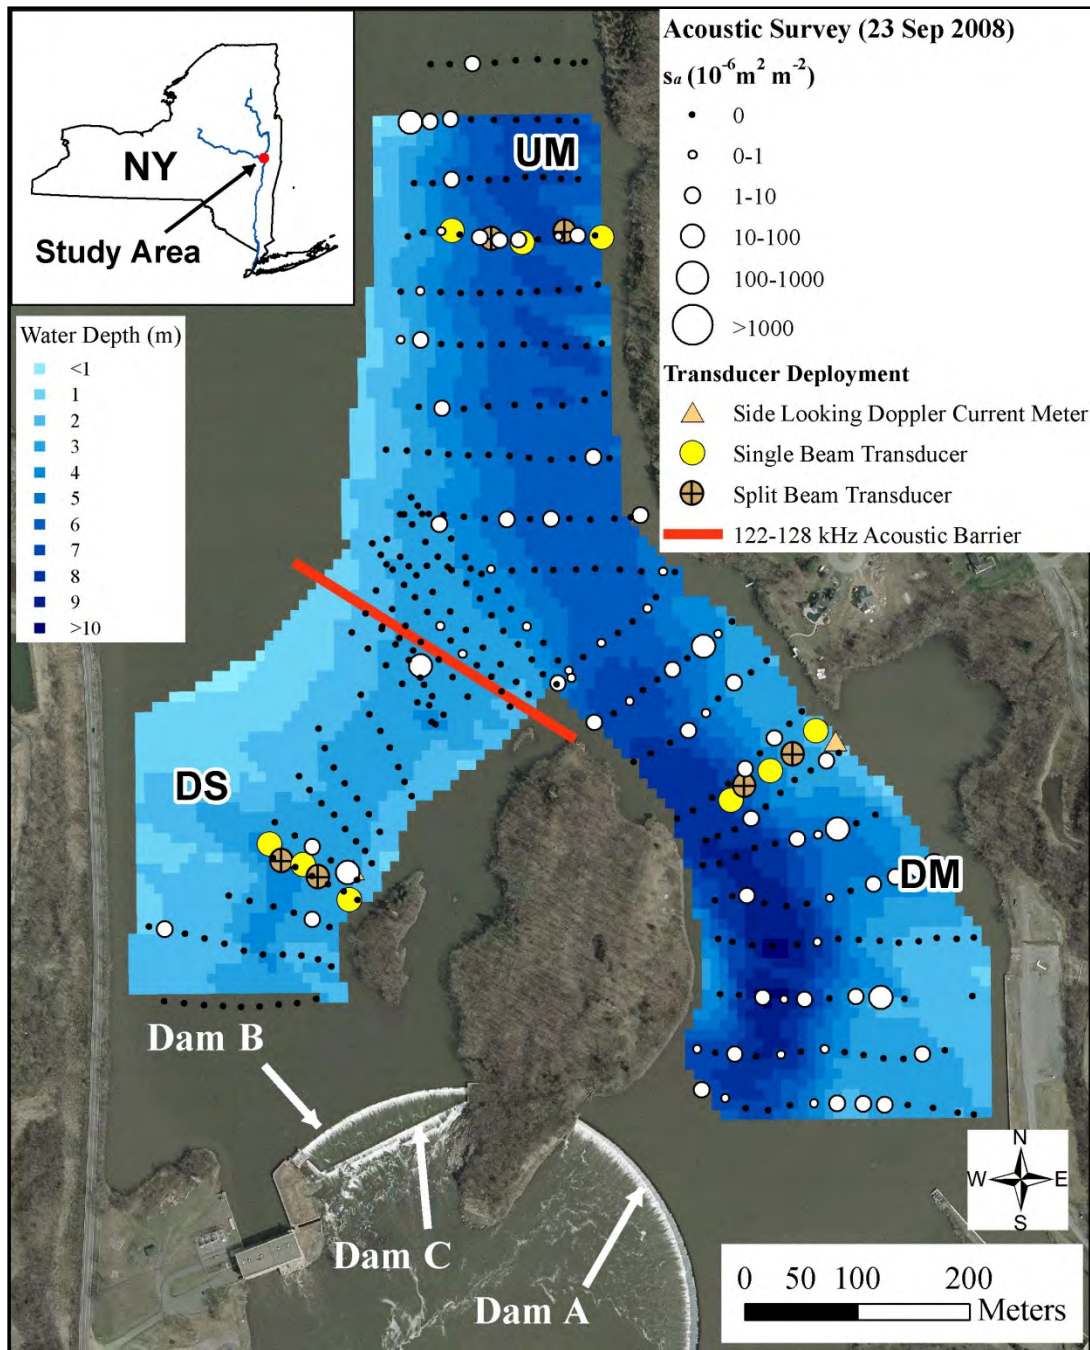 NY
Study Area
Acoustic Survey (23 Sep 2008)
sa (10-6m2 m-2)
0
0-1
1-10
10-100
100-1000
>1000
Transducer Deployment
Side Looking Doppler Current Meter
Single Beam Transducer
Split Beam Transducer
122-128 kHz Acoustic Barrier
Water Depth (m)
<1
1
2
3
4
5
6
7
8
9
>10
UM
DS
DM
Dam B
Dam C
Dam A
N
W E
S
0 50 100 200
Meters